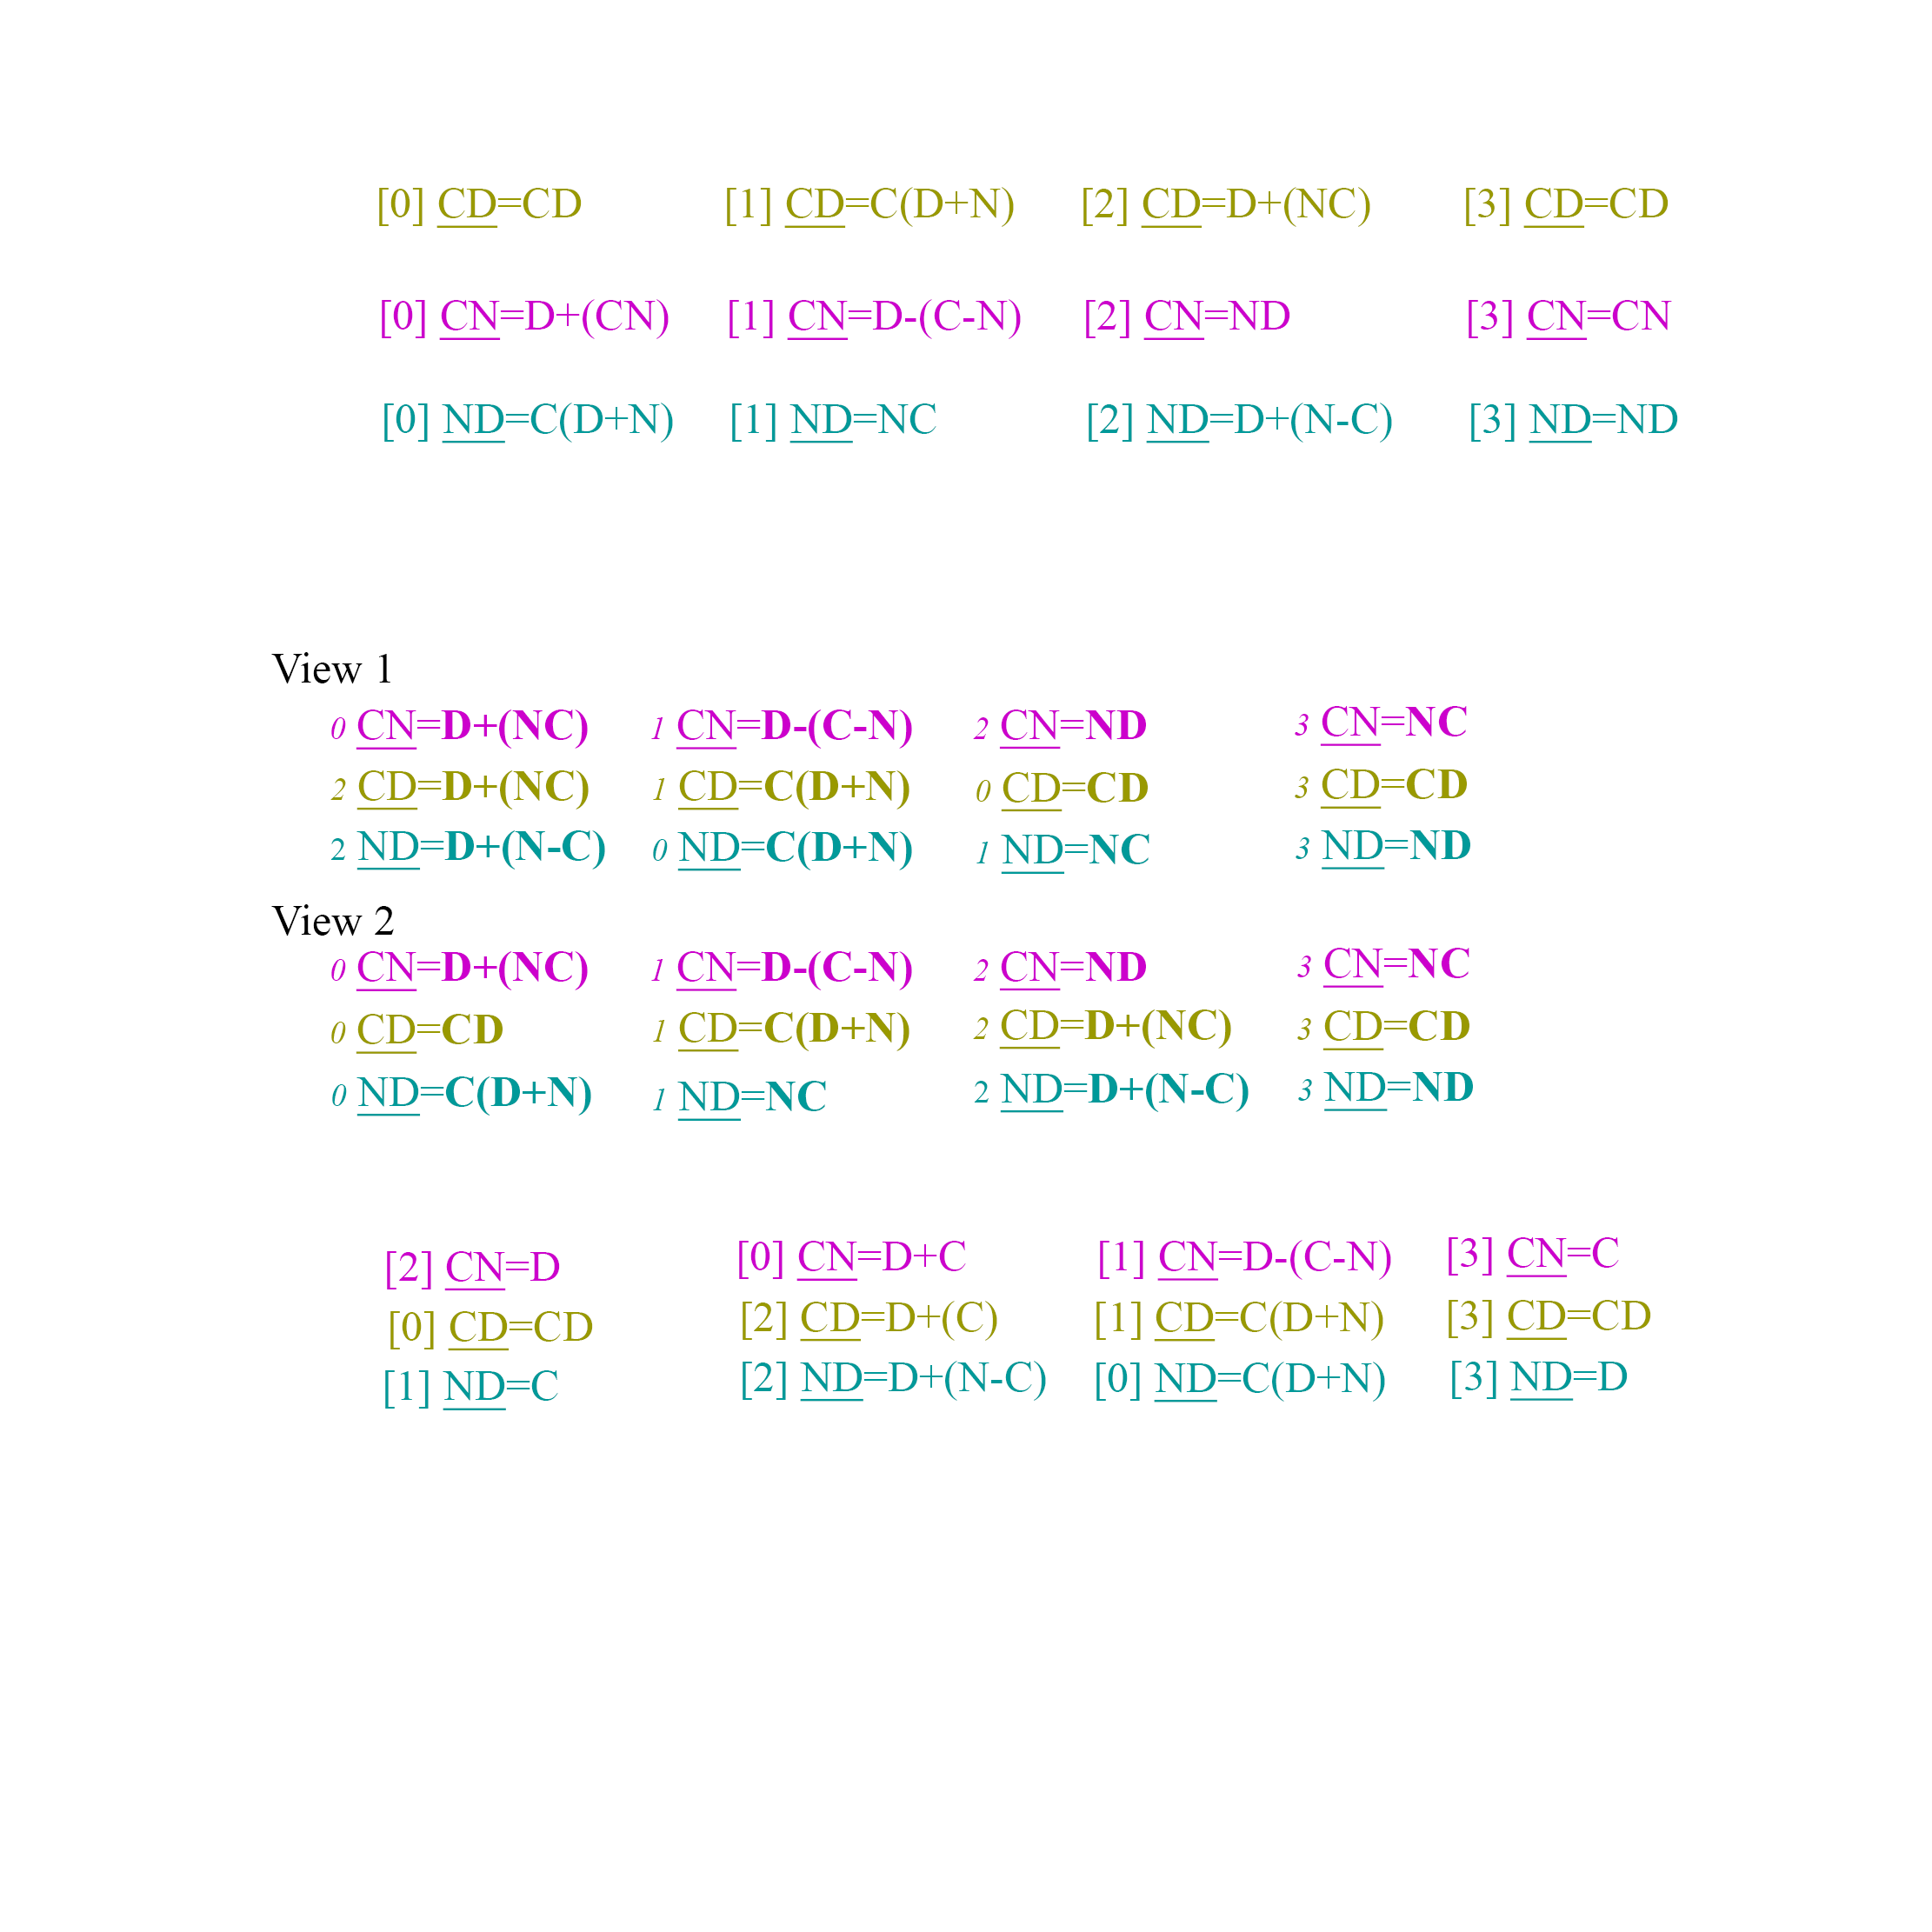 [0] CD=CD [1] CD=C(D+N) [2] CD=D+(NC) [3] CD=CD
[0] CN=D+(CN) [1] CN=D-(C-N) [2] CN=ND [3] CN=CN
[0] ND=C(D+N) [1] ND=NC [2] ND=D+(N-C) [3] ND=ND
View 1
0 CN=D+(NC) 1 CN=D-(C-N) 2 CN=ND 3 CN=NC
2 CD=D+(NC) 1 CD=C(D+N) 0 CD=CD 3 CD=CD
2 ND=D+(N-C) 0 ND=C(D+N) 1 ND=NC 3 ND=ND
View 2
0 CN=D+(NC) 1 CN=D-(C-N) 2 CN=ND 3 CN=NC
0 CD=CD 1 CD=C(D+N) 2 CD=D+(NC) 3 CD=CD
0 ND=C(D+N) 1 ND=NC 2 ND=D+(N-C) 3 ND=ND
[2] CN=D [0] CN=D+C [1] CN=D-(C-N) [3] CN=C
[0] CD=CD [2] CD=D+(C) [1] CD=C(D+N) [3] CD=CD
[1] ND=C [2] ND=D+(N-C) [0] ND=C(D+N) [3] ND=D